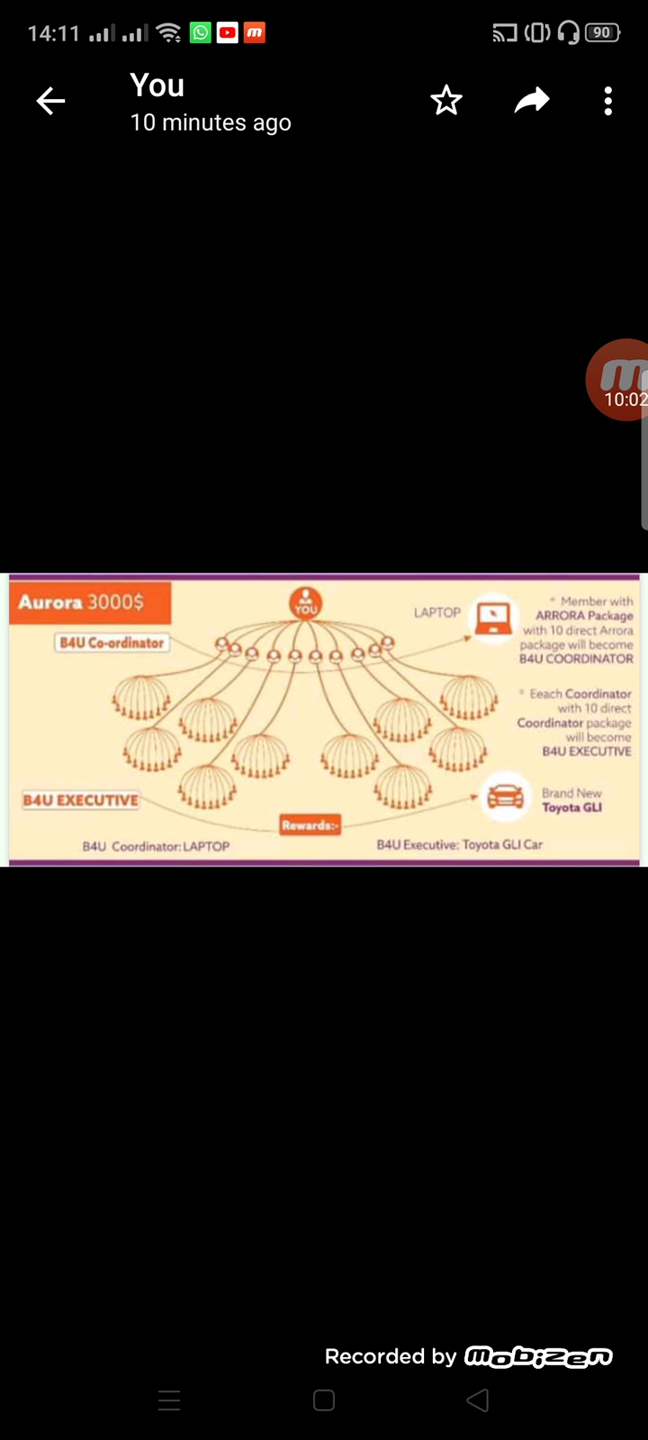 14:11
90
You
10 minutes ago
10:02
Aurora 3000$
YOU
LAPTOP
* Member with
ARRORA Package
with 10 direct Arrora
package will become
B4U COORDINATOR
B4U Co-ordinator
* Eeach Coordinator
with 10 direct
Coordinator package
will become
B4U EXECUTIVE
B4U EXECUTIVE
Brand New
Toyota GLI
Rewards:-
B4U Coordinator: LAPTOP
B4U Executive: Toyota GLI Car
Recorded by mobizen